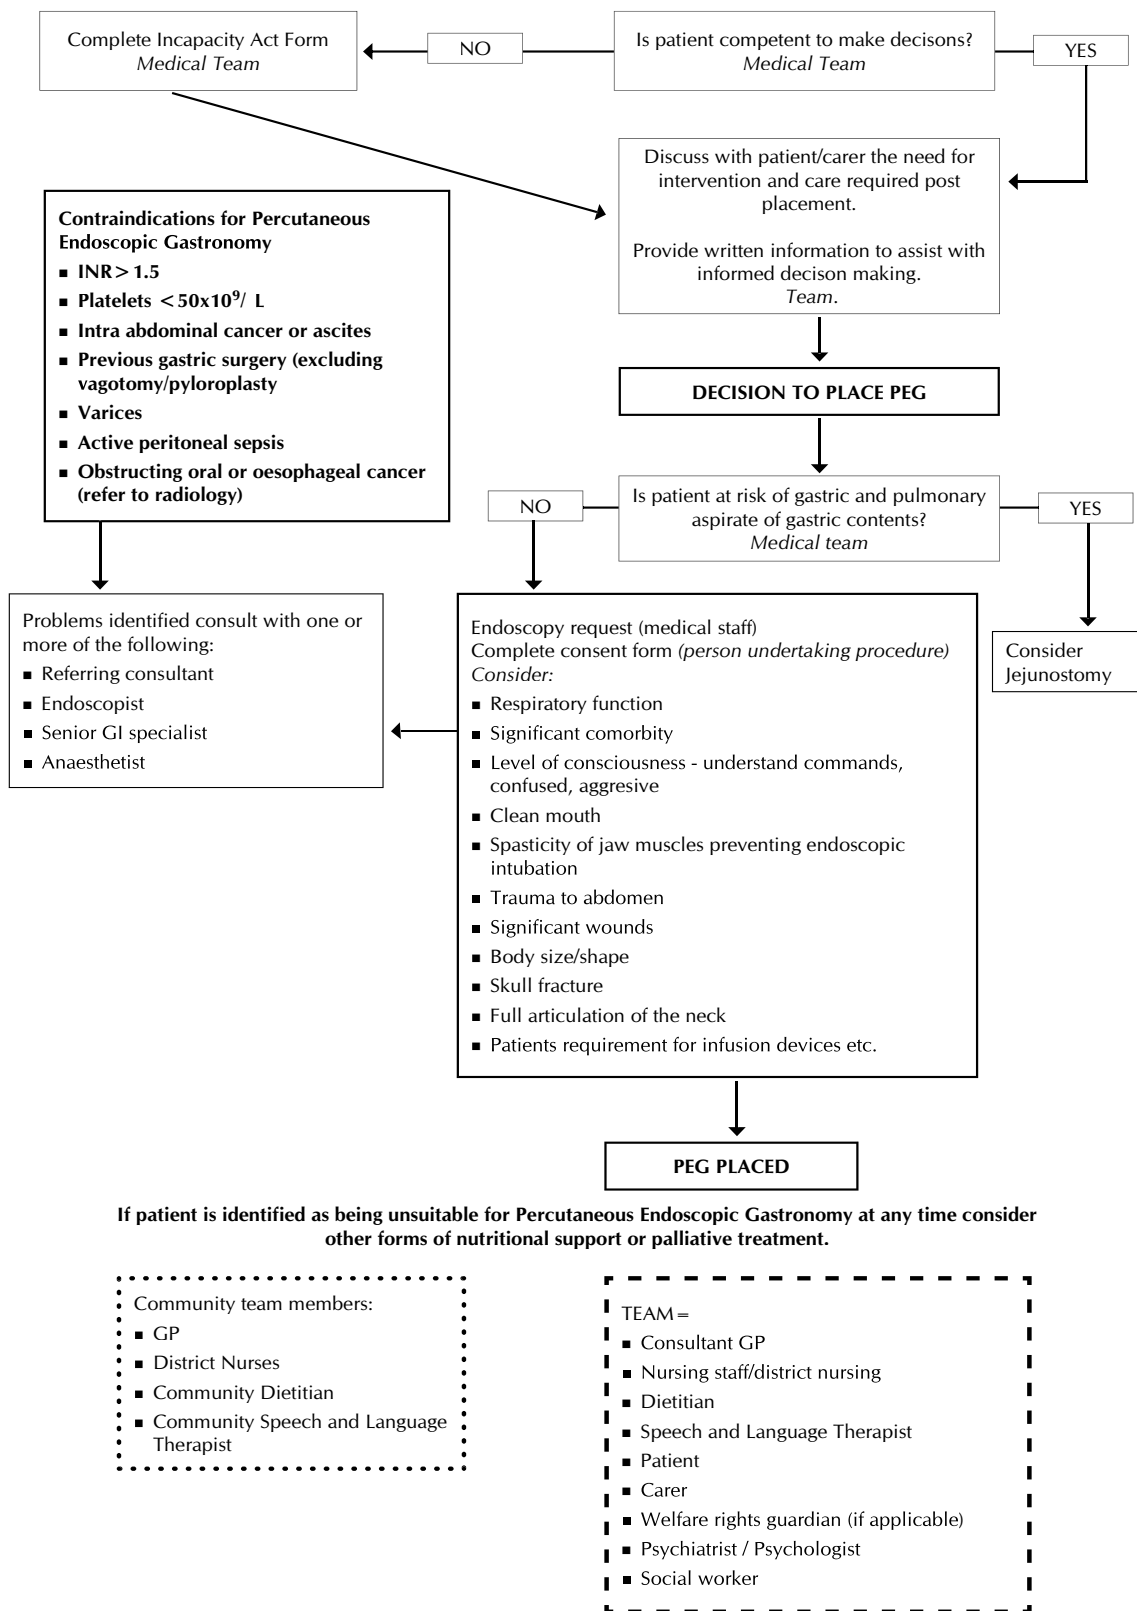 Complete Incapacity Act Form
Medical Team
NO
Is patient competent to make decisons?
Medical Team
YES
Discuss with patient/carer the need for
intervention and care required post
placement.
Provide written information to assist with
informed decison making.
Team.
Contraindications for Percutaneous
Endoscopic Gastronomy
■ INR>1.5
■ Platelets <50x10⁹/ L
■ Intra abdominal cancer or ascites
■ Previous gastric surgery (excluding
vagotomy/pyloroplasty
■ Varices
■ Active peritoneal sepsis
■ Obstructing oral or oesophageal cancer
(refer to radiology)
DECISION TO PLACE PEG
NO
Is patient at risk of gastric and pulmonary
aspirate of gastric contents?
Medical team
YES
Problems identified consult with one or
more of the following:
■ Referring consultant
■ Endoscopist
■ Senior GI specialist
■ Anaesthetist
Endoscopy request (medical staff)
Complete consent form (person undertaking procedure)
Consider:
■ Respiratory function
■ Significant comorbity
■ Level of consciousness - understand commands,
confused, aggresive
■ Clean mouth
■ Spasticity of jaw muscles preventing endoscopic
intubation
■ Trauma to abdomen
■ Significant wounds
■ Body size/shape
■ Skull fracture
■ Full articulation of the neck
■ Patients requirement for infusion devices etc.
Consider
Jejunostomy
PEG PLACED
If patient is identified as being unsuitable for Percutaneous Endoscopic Gastronomy at any time consider
other forms of nutritional support or palliative treatment.
Community team members:
■ GP
■ District Nurses
■ Community Dietitian
■ Community Speech and Language
Therapist
TEAM=
■ Consultant GP
■ Nursing staff/district nursing
■ Dietitian
■ Speech and Language Therapist
■ Patient
■ Carer
■ Welfare rights guardian (if applicable)
■ Psychiatrist / Psychologist
■ Social worker